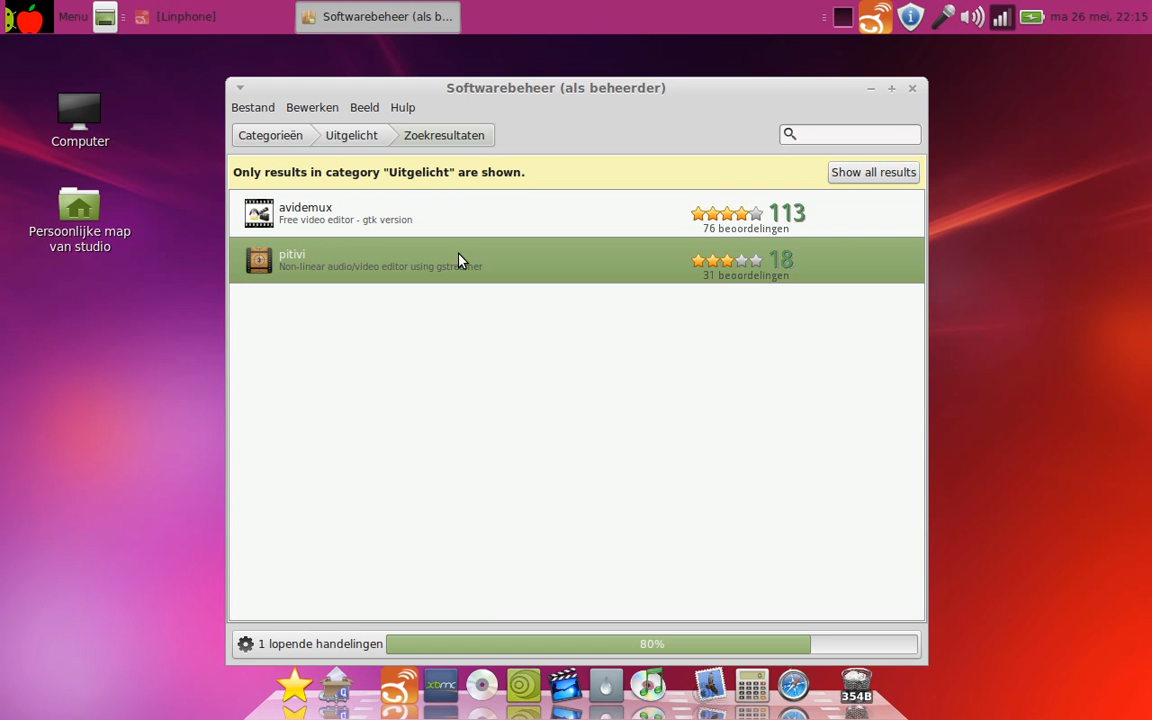 Menu [Linphone] Softwarebeheer (als b... ma 26 mei, 22:15
Computer
Persoonlijke map
van studio
Softwarebeheer (als beheerder)
Bestand Bewerken Beeld Hulp
Categorieën Uitgelicht Zoekresultaten
Only results in category "Uitgelicht" are shown. Show all results
avidemux
Free video editor - gtk version
113
76 beoordelingen
pitivi
Non-linear audio/video editor using
18
31 beoordelingen
1 lopende handelingen 80%
xbmc
354B